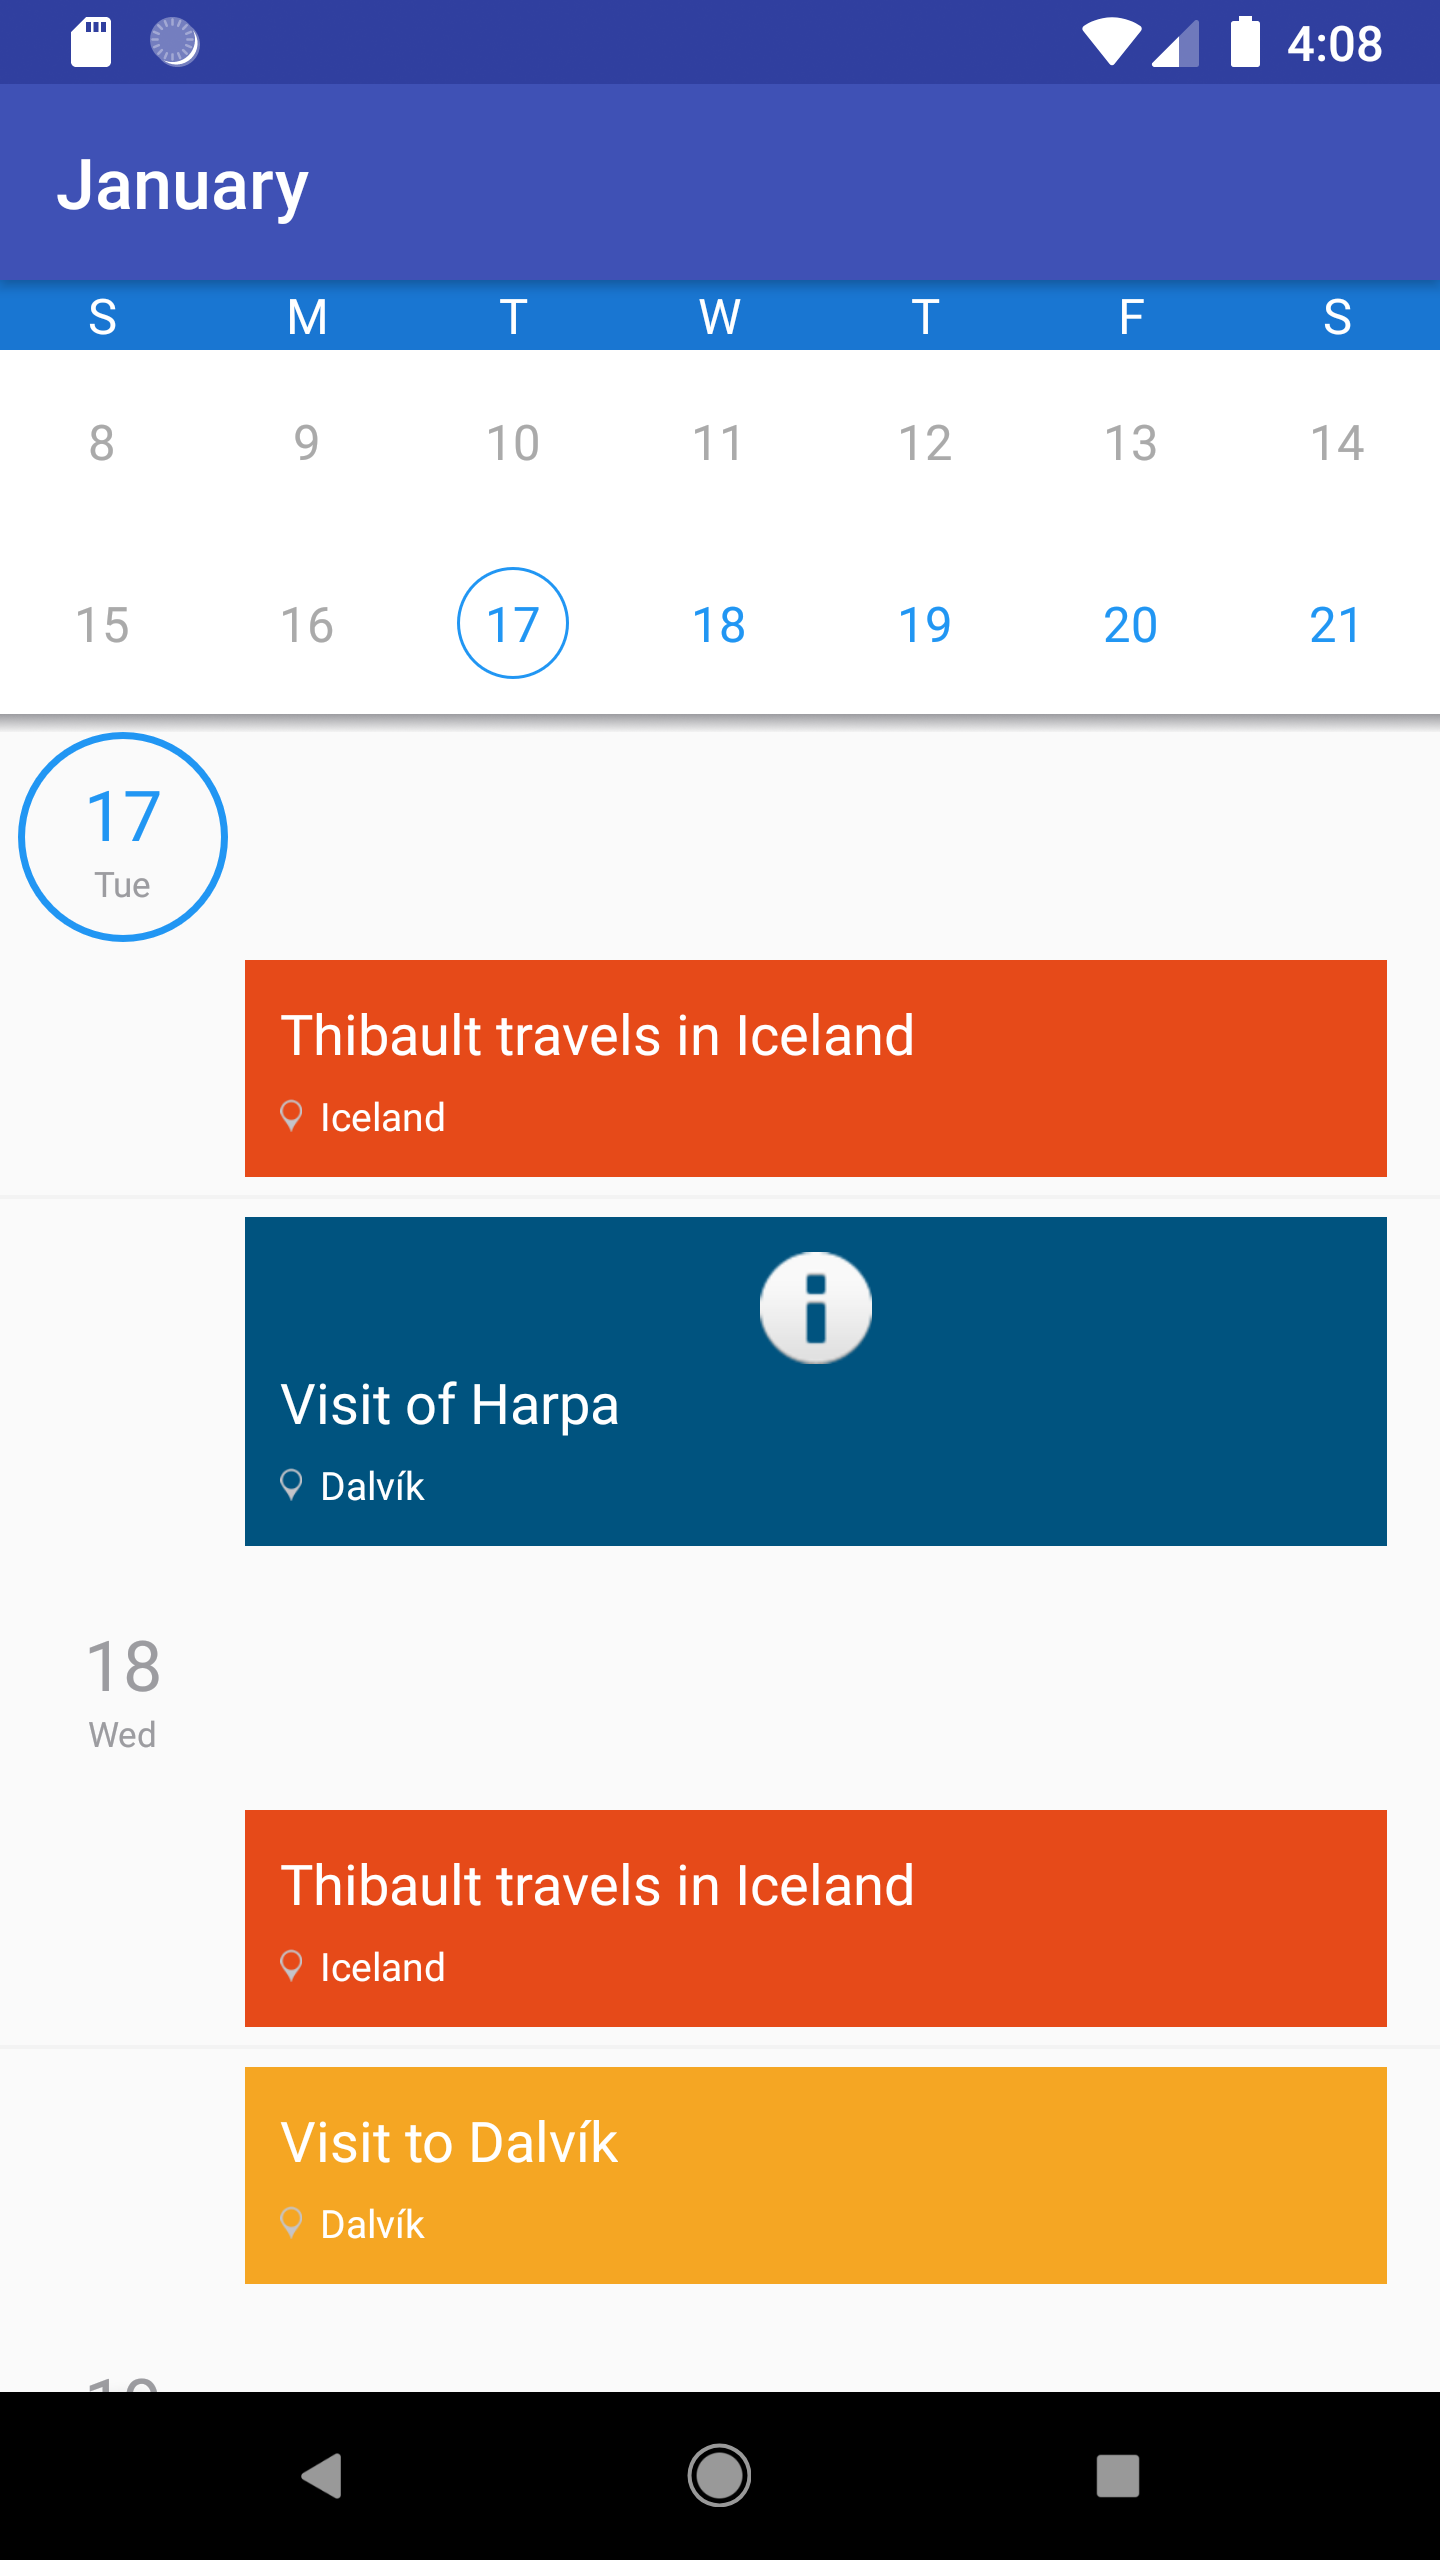 4:08
January
S M T W T F S
8 9 10 11 12 13 14
15 16 17 18 19 20 21
17
Tue
Thibault travels in Iceland
Iceland
Visit of Harpa
Dalvík
18
Wed
Thibault travels in Iceland
Iceland
Visit to Dalvík
Dalvík